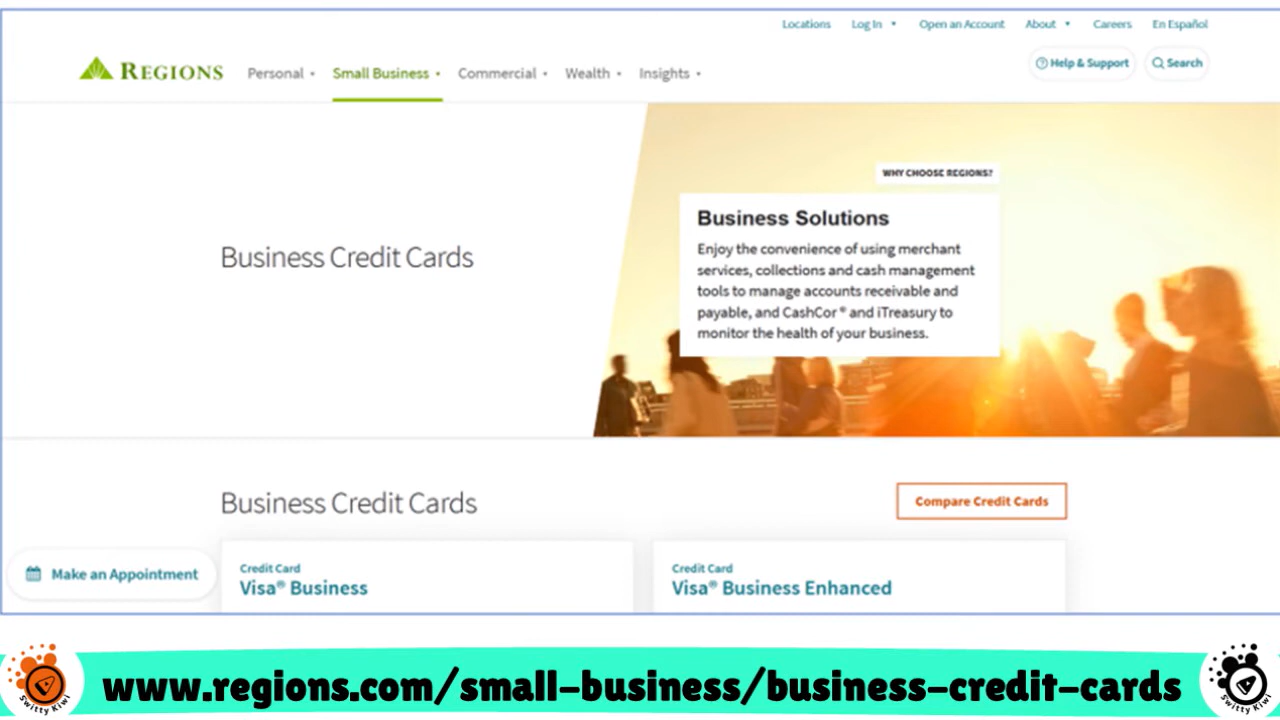 Locations Log In Open an Account About Careers En Español
REGIONS Personal Small Business Commercial Wealth Insights
Help & Support Search
WHY CHOOSE REGIONS?
Business Solutions
Enjoy the convenience of using merchant
services, collections and cash management
tools to manage accounts receivable and
payable, and CashCor® and iTreasury to
monitor the health of your business.
Business Credit Cards
Business Credit Cards
Compare Credit Cards
Make an Appointment
Credit Card
Visa® Business
Credit Card
Visa® Business Enhanced
Switty Kiwi
www.regions.com/small-business/business-credit-cards
Switty Kiwi